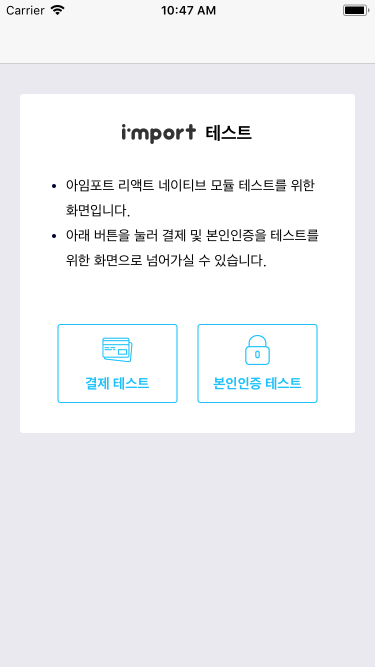 Carrier 10:47 AM
i'mport 테스트
• 아임포트 리액트 네이티브 모듈 테스트를 위한
화면입니다.
• 아래 버튼을 눌러 결제 및 본인인증을 테스트를
위한 화면으로 넘어가실 수 있습니다.
결제 테스트 본인인증 테스트